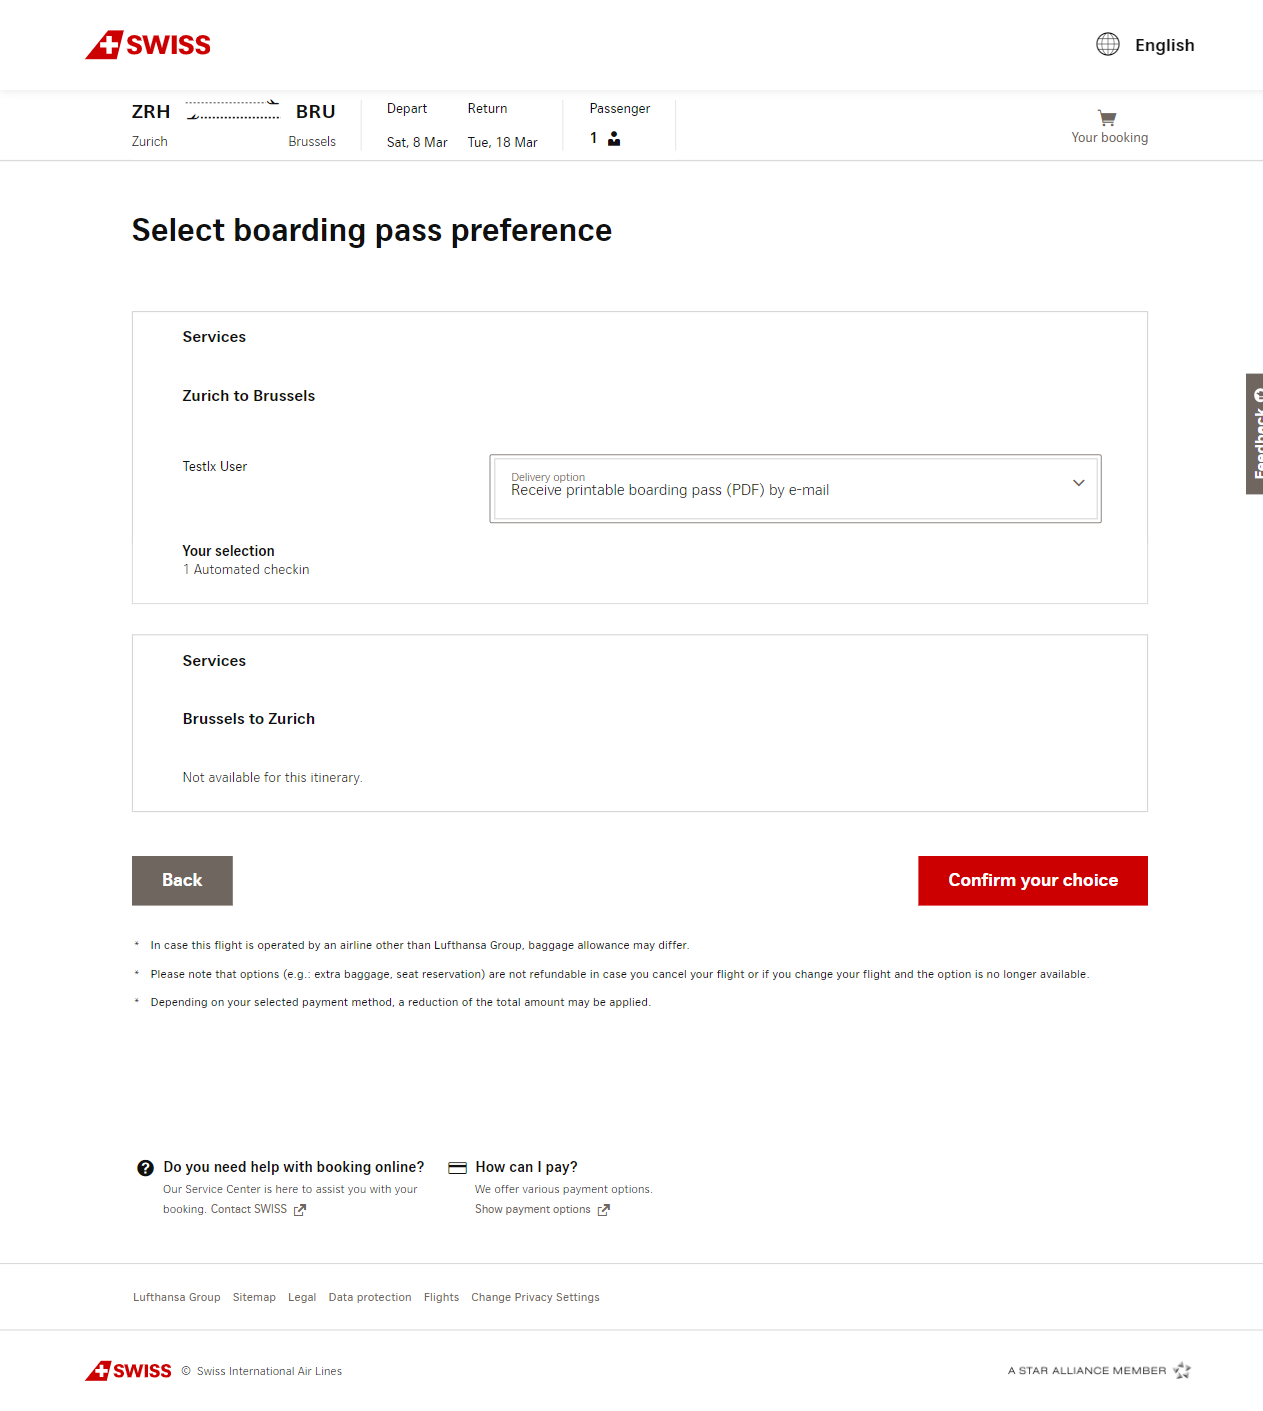 SWISS
English
ZRH BRU
Zurich Brussels
Depart Return
Sat, 8 Mar Tue, 18 Mar
Passenger
1
Your booking
Select boarding pass preference
Services
Zurich to Brussels
Testlx User
Delivery option
Receive printable boarding pass (PDF) by e-mail
Your selection
1 Automated checkin
Feedback
Services
Brussels to Zurich
Not available for this itinerary.
Back
Confirm your choice
* In case this flight is operated by an airline other than Lufthansa Group, baggage allowance may differ.
* Please note that options (e.g.: extra baggage, seat reservation) are not refundable in case you cancel your flight or if you change your flight and the option is no longer available.
* Depending on your selected payment method, a reduction of the total amount may be applied.
Do you need help with booking online?
Our Service Center is here to assist you with your
booking. Contact SWISS
How can I pay?
We offer various payment options.
Show payment options
Lufthansa Group Sitemap Legal Data protection Flights Change Privacy Settings
SWISS © Swiss International Air Lines
A STAR ALLIANCE MEMBER